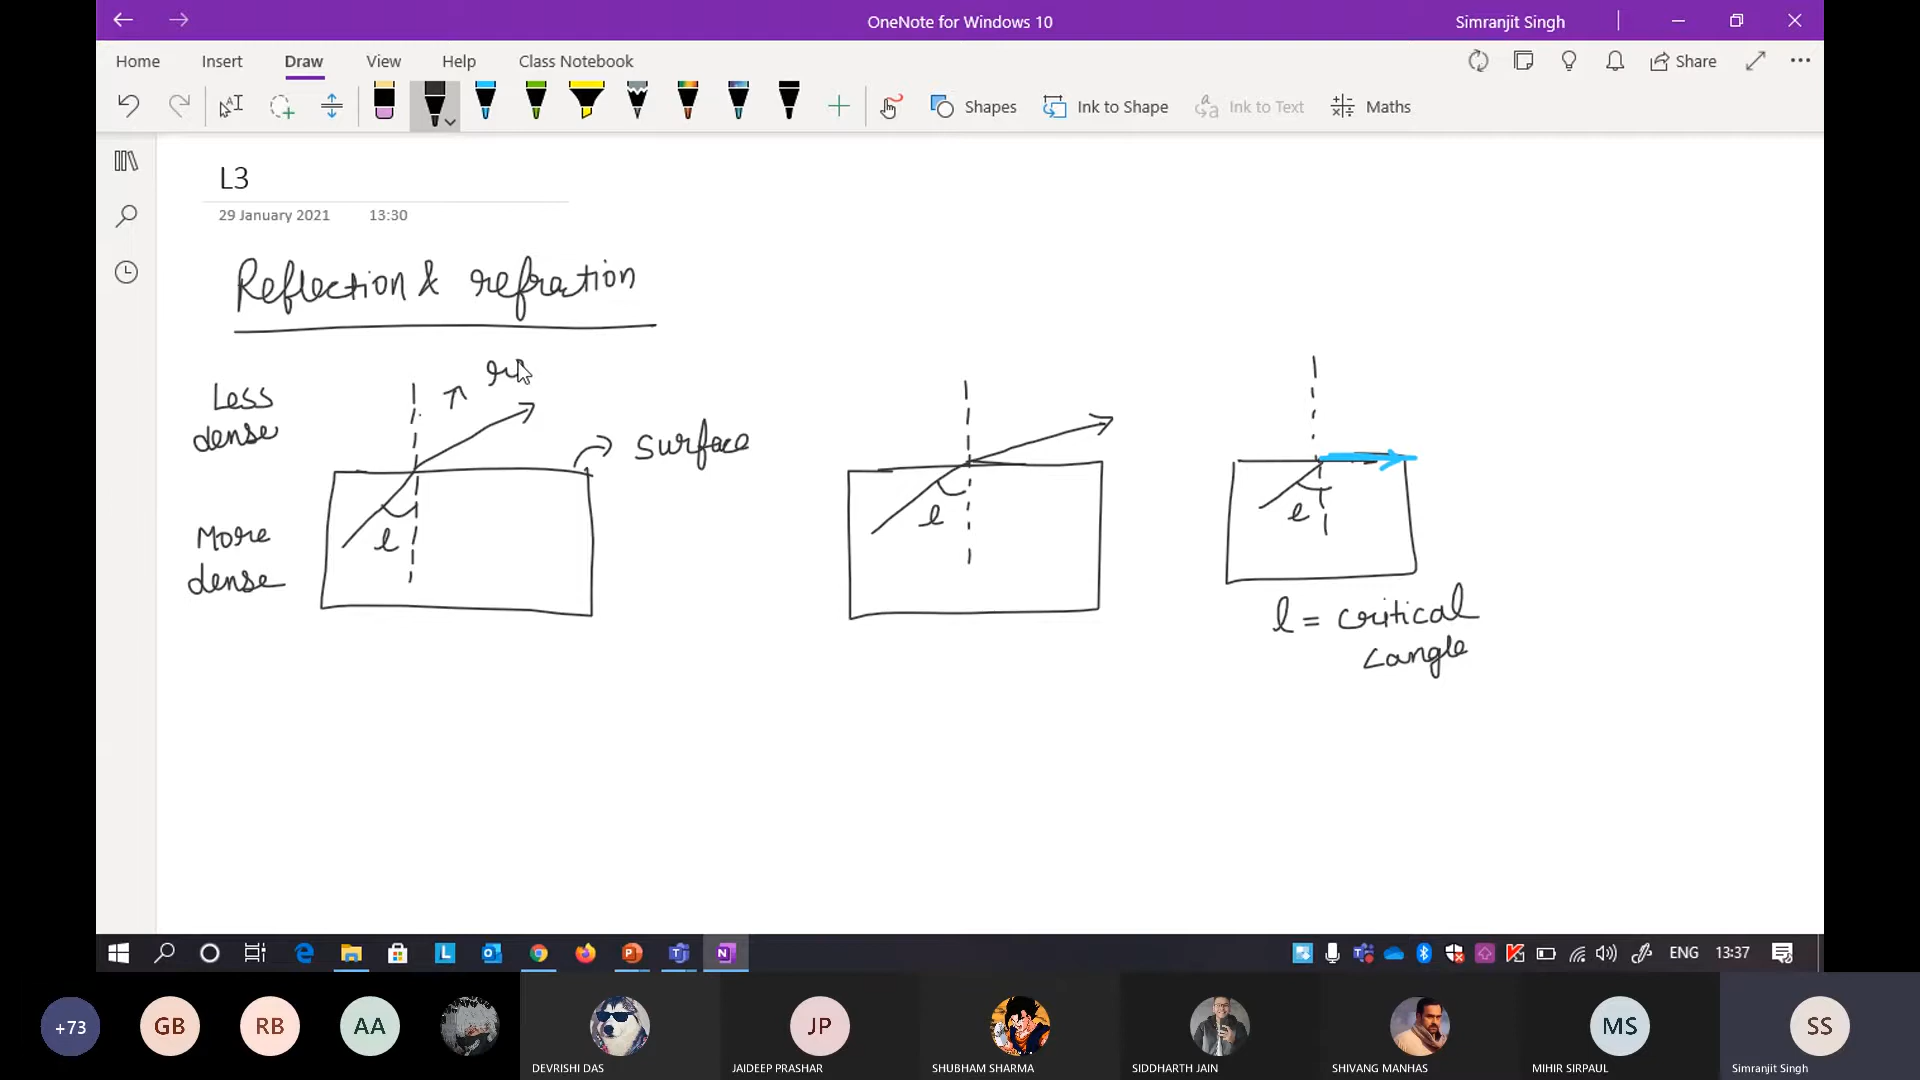 OneNote for Windows 10
Simranjit Singh
Home Insert Draw View Help Class Notebook
Share
Shapes Ink to Shape Ink to Text Maths
L3
29 January 2021 13:30
Reflection & refraction
Less
dense
surface
More
dense
l
l
l
l = critical
<angle
ENG 13:37
+73 GB RB AA JP MS SS
DEVRISHI DAS JAIDEEP PRASHAR SHUBHAM SHARMA SIDDHARTH JAIN SHIVANG MANHAS MIHIR SIRPAUL Simranjit Singh